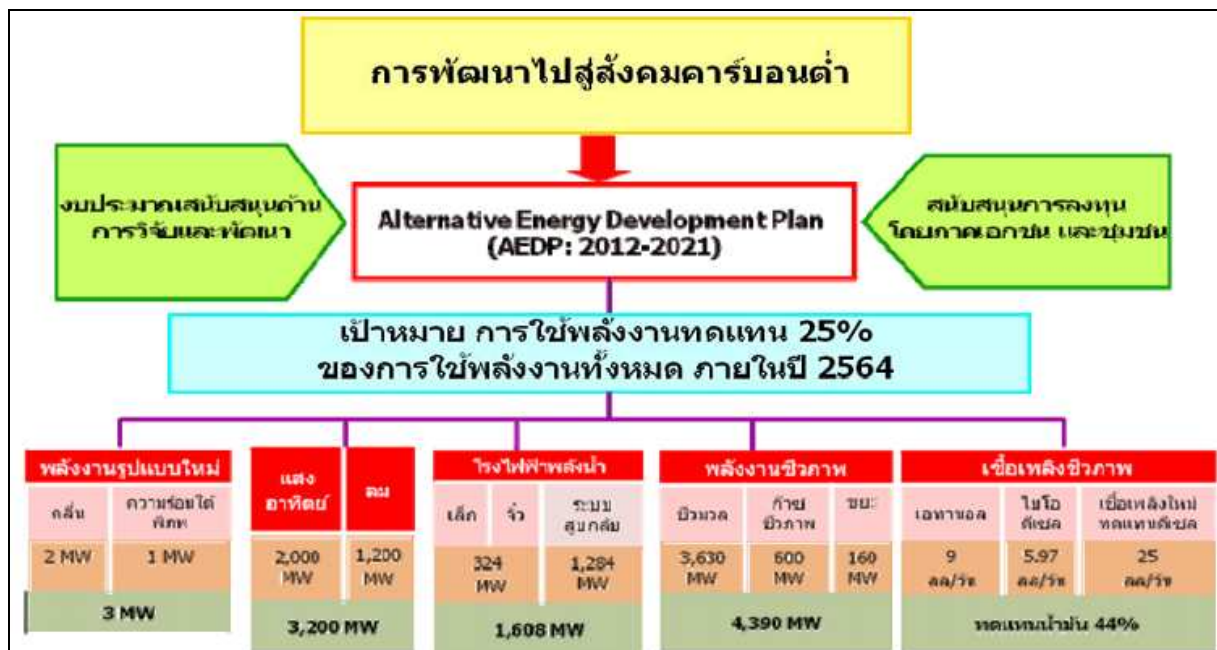 การพัฒนาไปสู่สังคมคาร์บอนต่ำ
งบประมาณสนับสนุนด้าน
การวิจัยและพัฒนา
Alternative Energy Development Plan
(AEDP: 2012-2021)
สนับสนุนการลงทุน
โดยภาคเอกชน และชุมชน
เป้าหมาย การใช้พลังงานทดแทน 25%
ของการใช้พลังงานทั้งหมด ภายในปี 2564
พลังงานรูปแบบใหม่
คลื่น
ความร้อนใต้
พิภพ
2 MW
1 MW
3 MW
แสง
อาทิตย์
ลม
2,000
MW
1,200
MW
3,200 MW
โรงไฟฟ้าพลังน้ำ
เล็ก
จิ๋ว
ระบบ
สูบกลับ
324
MW
1,284
MW
1,608 MW
พลังงานชีวภาพ
ชีวมวล
ก๊าซ
ชีวภาพ
ขยะ
3,630
MW
600
MW
160
MW
4,390 MW
เชื้อเพลิงชีวภาพ
เอทานอล
ไบโอ
ดีเซล
เชื้อเพลิงใหม่
ทดแทนดีเซล
9
ลล/วัน
5.97
ลล/วัน
25
ลล/วัน
ทดแทนน้ำมัน 44%